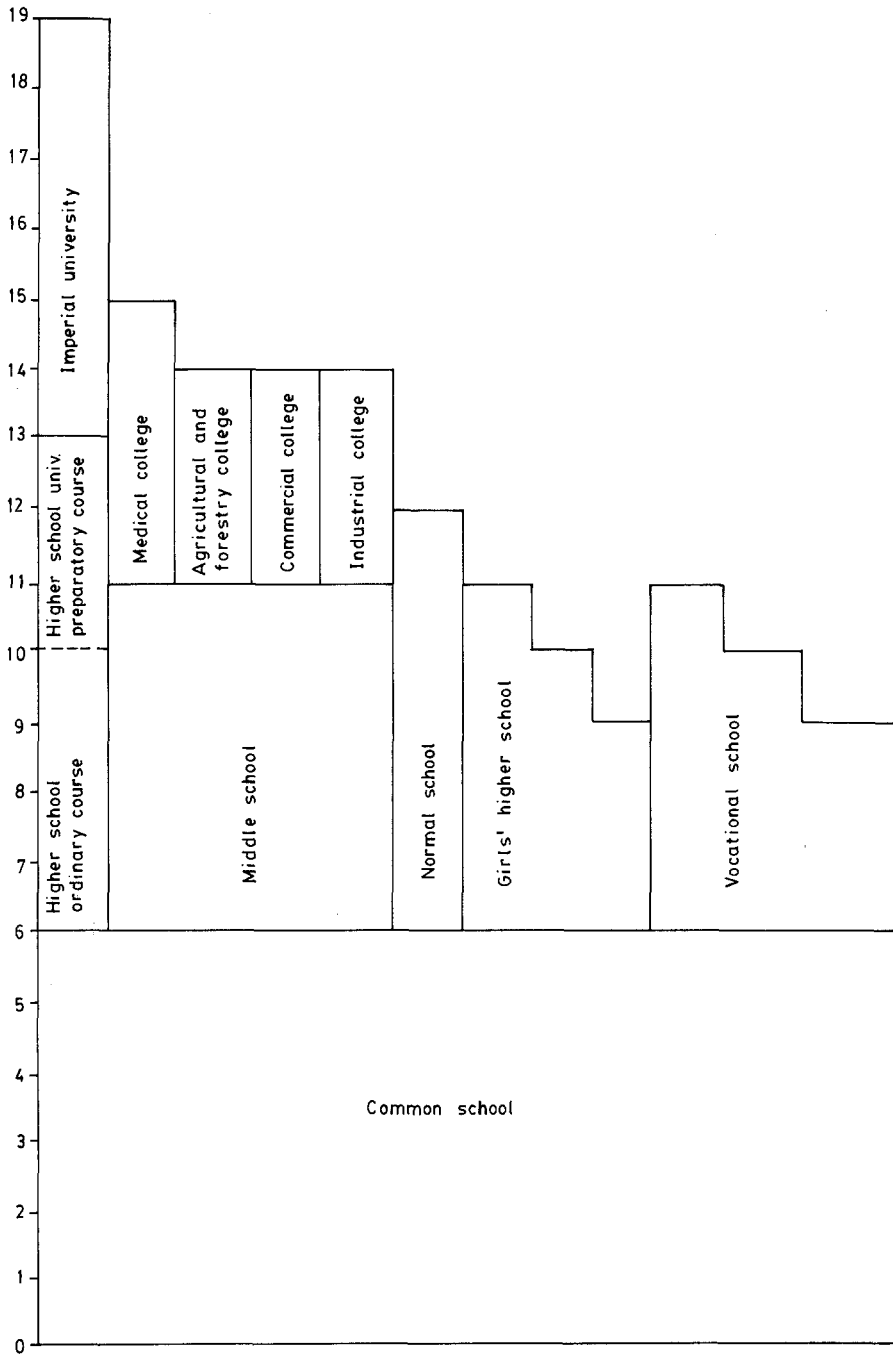 19
18
17
16
15
14
13
12
11
10
9
8
7
6
5
4
3
2
1
0
Imperial university
Higher school univ.
preparatory course
Higher school
ordinary course
Medical college
Agricultural and
forestry college
Commercial college
Industrial college
Middle school
Normal school
Girls' higher school
Vocational school
Common school